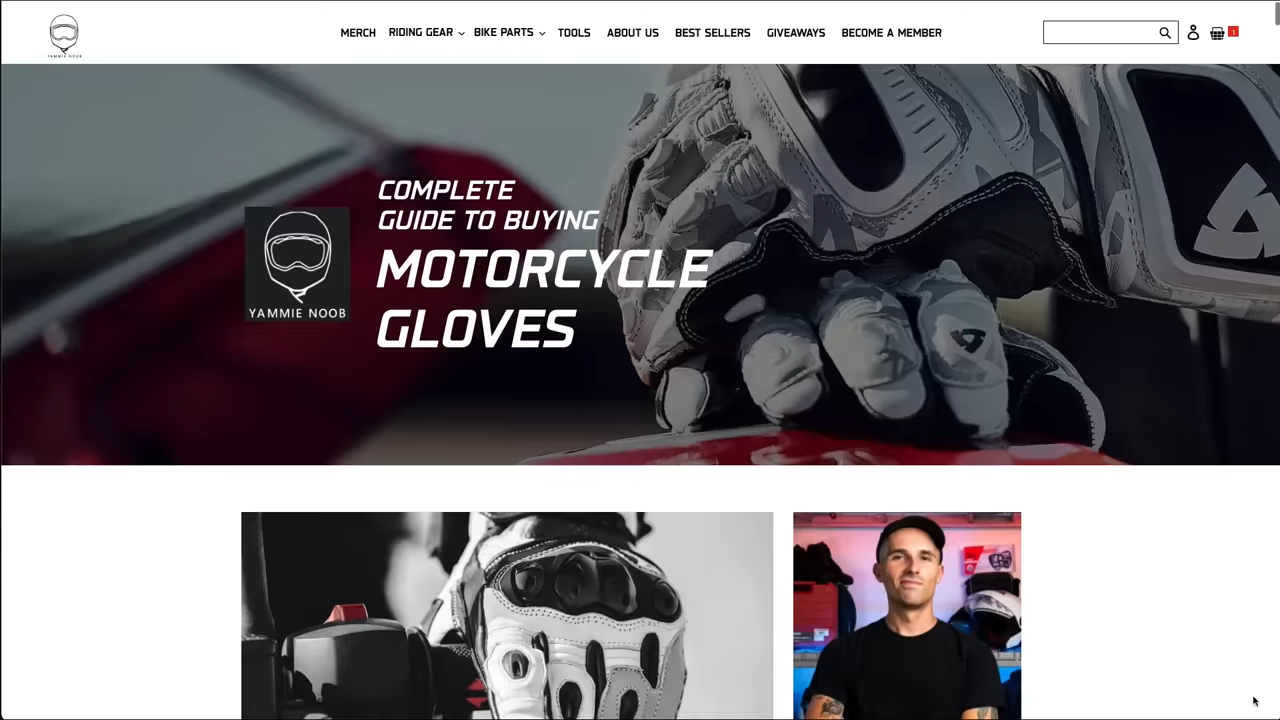 YAMMIE NOOB
MERCH RIDING GEAR BIKE PARTS TOOLS ABOUT US BEST SELLERS GIVEAWAYS BECOME A MEMBER
1
COMPLETE
GUIDE TO BUYING
MOTORCYCLE
GLOVES
YAMMIE NOOB